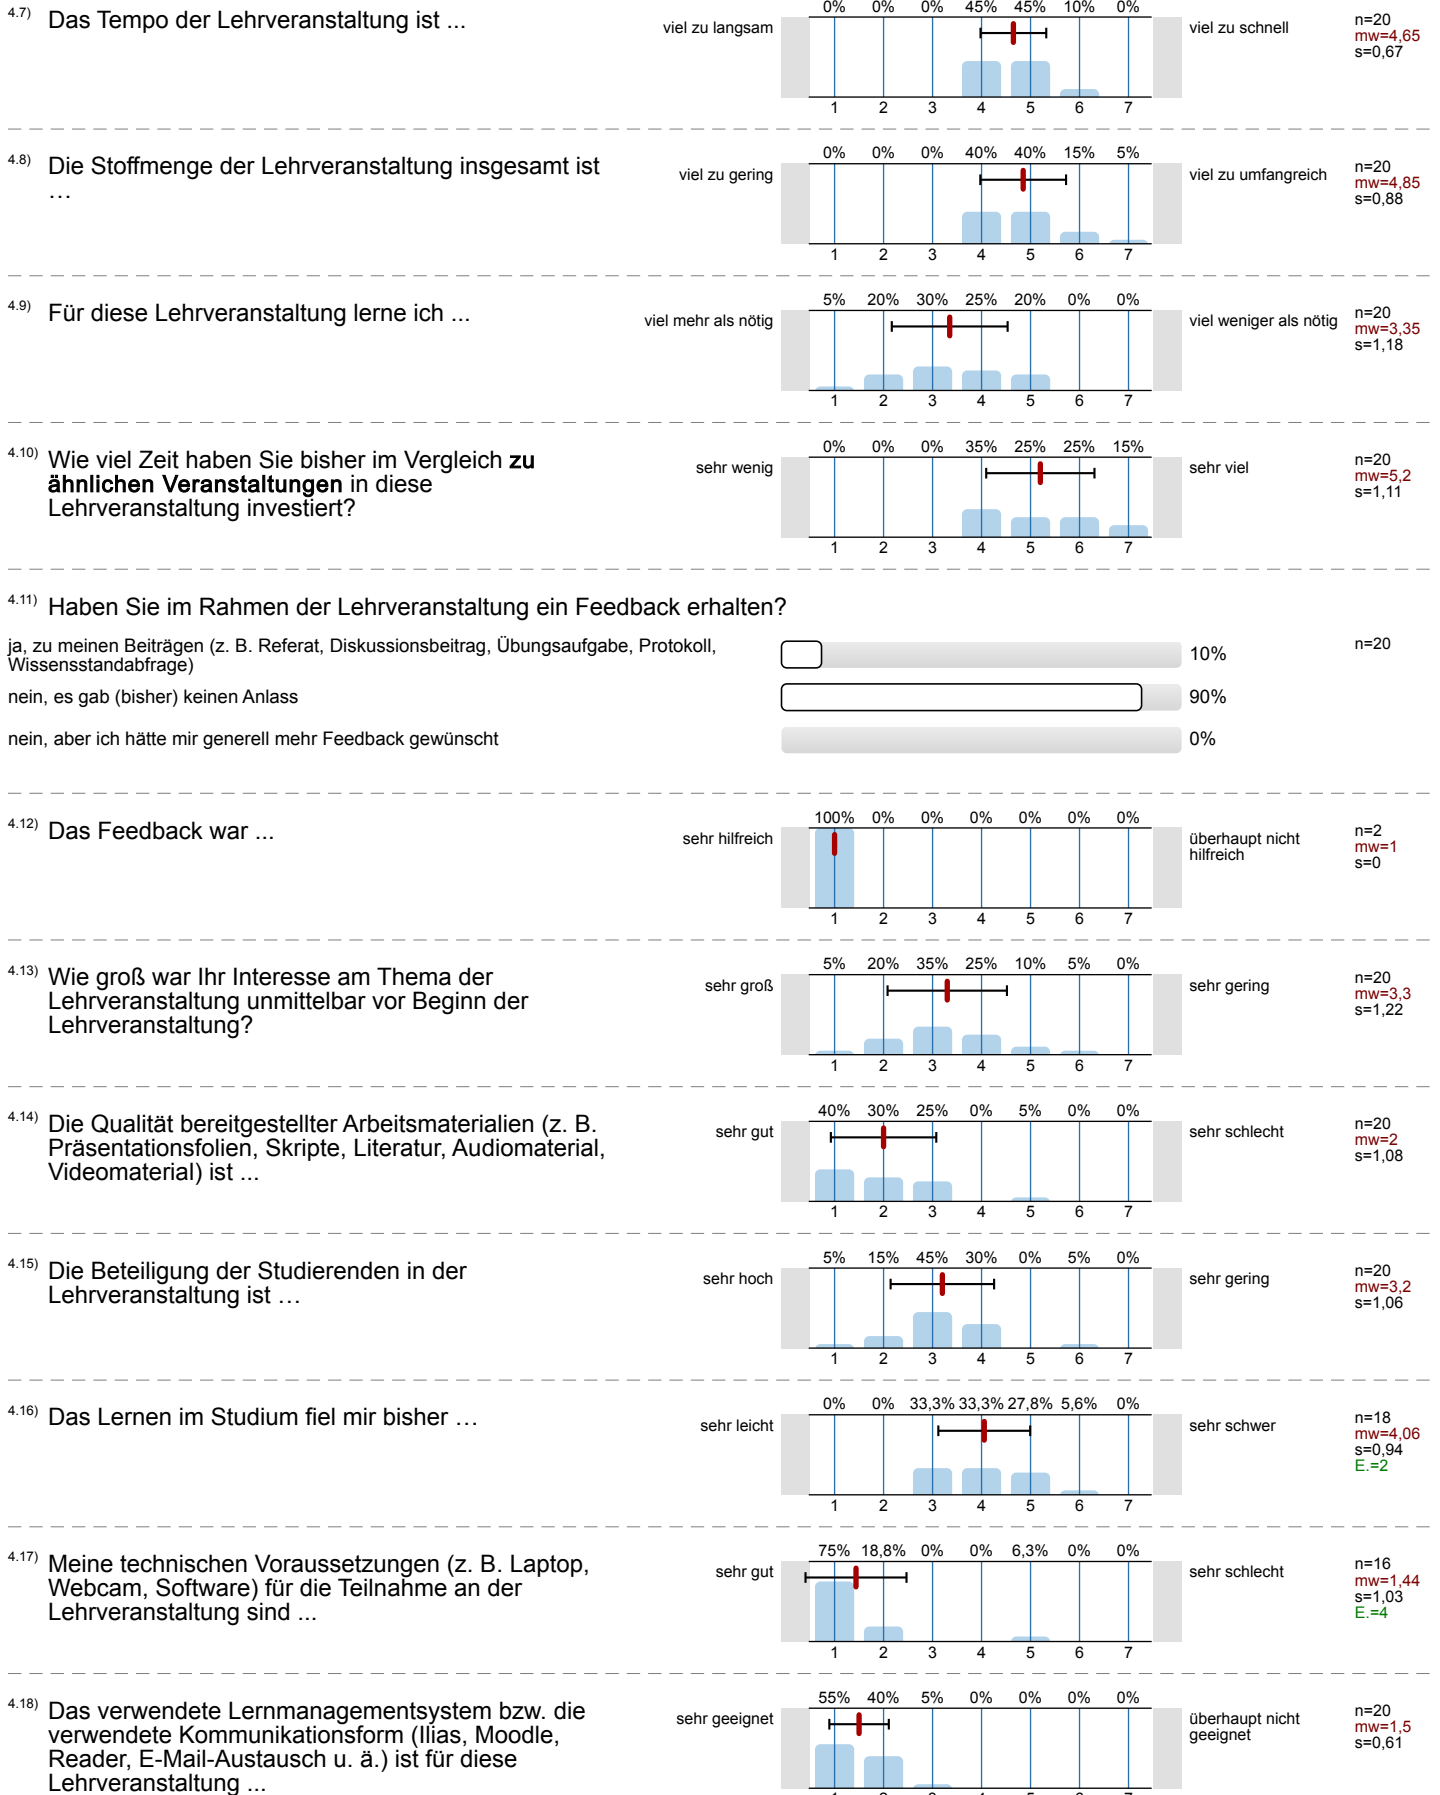 4.7) Das Tempo der Lehrveranstaltung ist ...
viel zu langsam
0% 0% 0% 45% 45% 10% 0%
1 2 3 4 5 6 7
viel zu schnell
n=20
mw=4,65
s=0,67
4.8) Die Stoffmenge der Lehrveranstaltung insgesamt ist
…
viel zu gering
0% 0% 0% 40% 40% 15% 5%
1 2 3 4 5 6 7
viel zu umfangreich
n=20
mw=4,85
s=0,88
4.9) Für diese Lehrveranstaltung lerne ich ...
viel mehr als nötig
5% 20% 30% 25% 20% 0% 0%
1 2 3 4 5 6 7
viel weniger als nötig
n=20
mw=3,35
s=1,18
4.10) Wie viel Zeit haben Sie bisher im Vergleich zu
ähnlichen Veranstaltungen in diese
Lehrveranstaltung investiert?
sehr wenig
0% 0% 0% 35% 25% 25% 15%
1 2 3 4 5 6 7
sehr viel
n=20
mw=5,2
s=1,11
4.11) Haben Sie im Rahmen der Lehrveranstaltung ein Feedback erhalten?
ja, zu meinen Beiträgen (z. B. Referat, Diskussionsbeitrag, Übungsaufgabe, Protokoll,
Wissensstandabfrage)
10%
n=20
nein, es gab (bisher) keinen Anlass
90%
nein, aber ich hätte mir generell mehr Feedback gewünscht
0%
4.12) Das Feedback war ...
sehr hilfreich
100% 0% 0% 0% 0% 0% 0%
1 2 3 4 5 6 7
überhaupt nicht
hilfreich
n=2
mw=1
s=0
4.13) Wie groß war Ihr Interesse am Thema der
Lehrveranstaltung unmittelbar vor Beginn der
Lehrveranstaltung?
sehr groß
5% 20% 35% 25% 10% 5% 0%
1 2 3 4 5 6 7
sehr gering
n=20
mw=3,3
s=1,22
4.14) Die Qualität bereitgestellter Arbeitsmaterialien (z. B.
Präsentationsfolien, Skripte, Literatur, Audiomaterial,
Videomaterial) ist ...
sehr gut
40% 30% 25% 0% 5% 0% 0%
1 2 3 4 5 6 7
sehr schlecht
n=20
mw=2
s=1,08
4.15) Die Beteiligung der Studierenden in der
Lehrveranstaltung ist …
sehr hoch
5% 15% 45% 30% 0% 5% 0%
1 2 3 4 5 6 7
sehr gering
n=20
mw=3,2
s=1,06
4.16) Das Lernen im Studium fiel mir bisher …
sehr leicht
0% 0% 33,3% 33,3% 27,8% 5,6% 0%
1 2 3 4 5 6 7
sehr schwer
n=18
mw=4,06
s=0,94
E.=2
4.17) Meine technischen Voraussetzungen (z. B. Laptop,
Webcam, Software) für die Teilnahme an der
Lehrveranstaltung sind ...
sehr gut
75% 18,8% 0% 0% 6,3% 0% 0%
1 2 3 4 5 6 7
sehr schlecht
n=16
mw=1,44
s=1,03
E.=4
4.18) Das verwendete Lernmanagementsystem bzw. die
verwendete Kommunikationsform (Ilias, Moodle,
Reader, E-Mail-Austausch u. ä.) ist für diese
Lehrveranstaltung ...
sehr geeignet
55% 40% 5% 0% 0% 0% 0%
überhaupt nicht
geeignet
n=20
mw=1,5
s=0,61